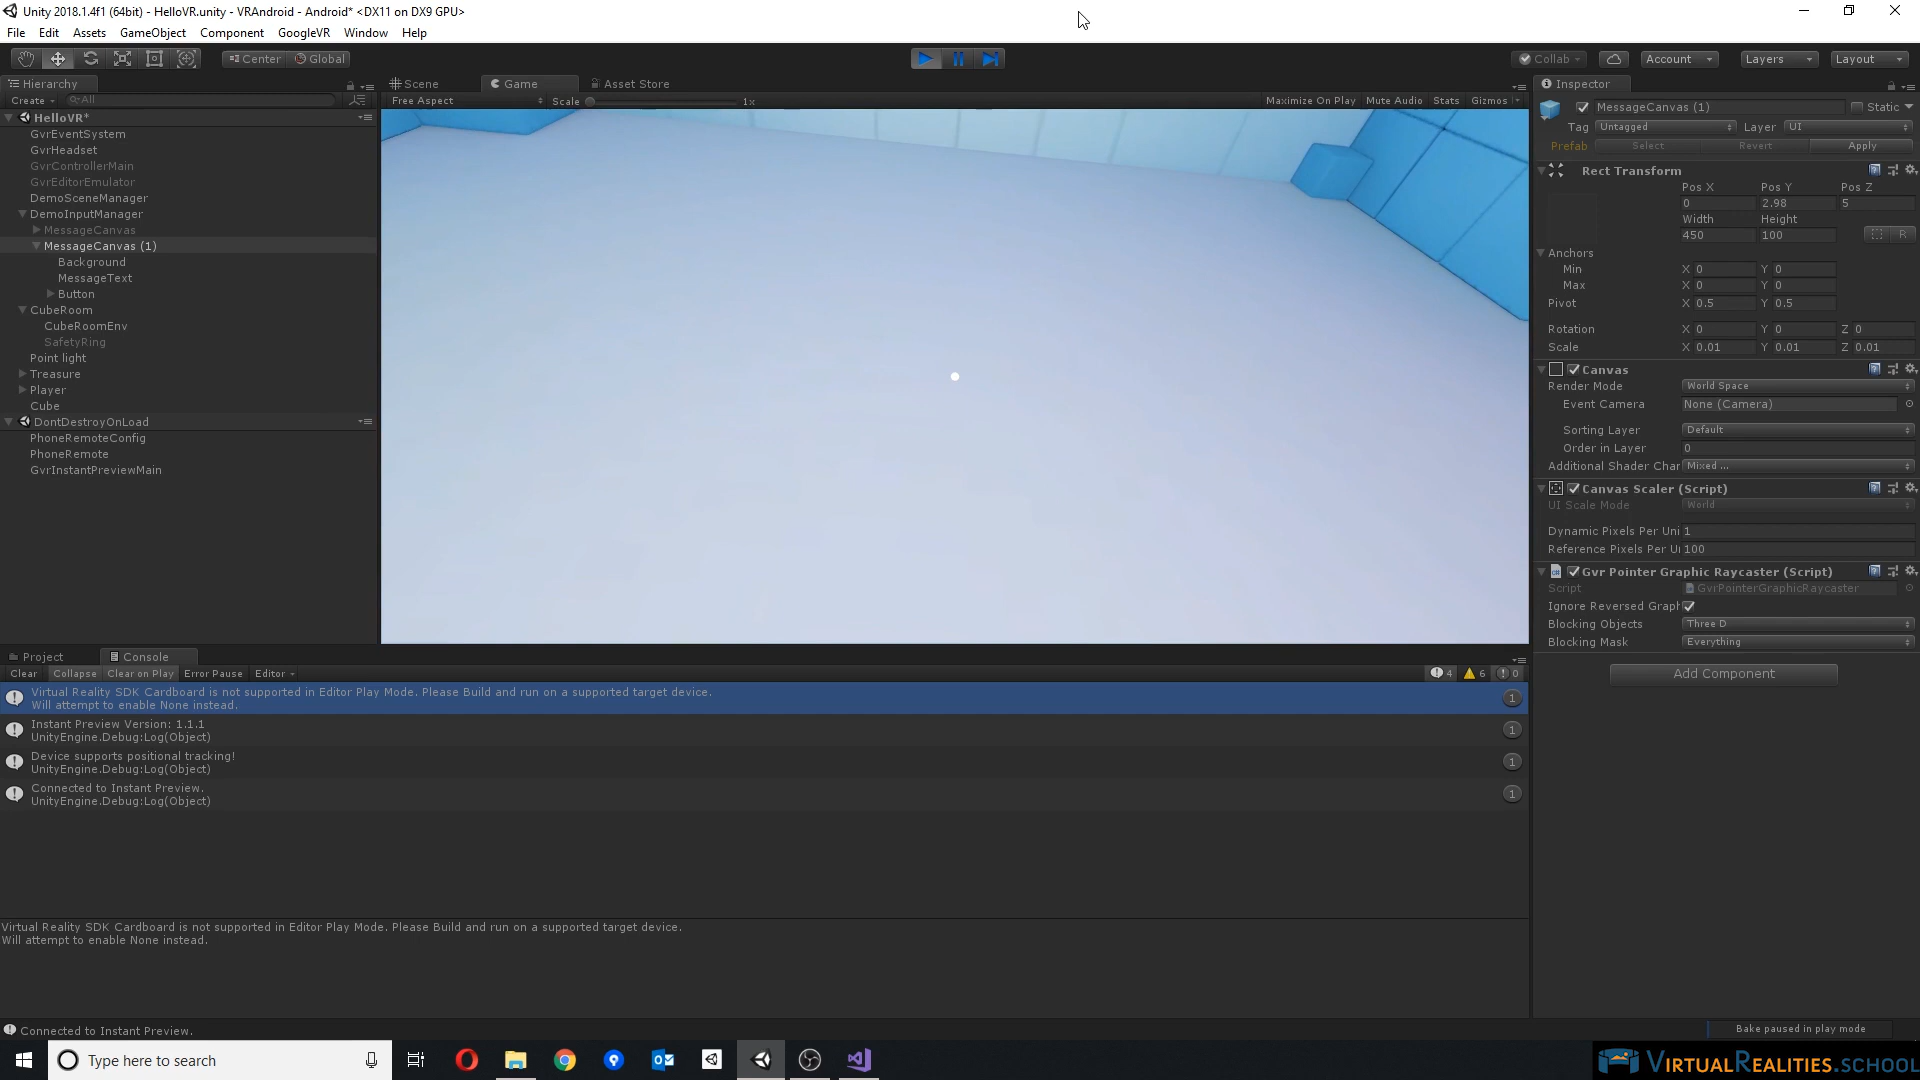 Unity 2018.1.4f1 (64bit) - HelloVR.unity - VRAndroid - Android* <DX11 on DX9 GPU>
File Edit Assets GameObject Component GoogleVR Window Help
Center Global Collab Account Layers Layout
Hierarchy
Create All
HelloVR*
GvrEventSystem
GvrHeadset
GvrControllerMain
GvrEditorEmulator
DemoSceneManager
DemoInputManager
MessageCanvas
MessageCanvas (1)
Background
MessageText
Button
CubeRoom
CubeRoomEnv
SafetyRing
Point light
Treasure
Player
Cube
DontDestroyOnLoad
PhoneRemoteConfig
PhoneRemote
GvrInstantPreviewMain
Scene Game Asset Store
Free Aspect Scale 1x Maximize On Play Mute Audio Stats Gizmos
Inspector
MessageCanvas (1) Static
Tag Untagged Layer UI
Prefab Select Revert Apply
Rect Transform
Pos X Pos Y Pos Z
0 2.98 5
Width Height
450 100 R
Anchors
Min X 0 Y 0
Max X 0 Y 0
Pivot X 0.5 Y 0.5
Rotation X 0 Y 0 Z 0
Scale X 0.01 Y 0.01 Z 0.01
Canvas
Render Mode World Space
Event Camera None (Camera)
Sorting Layer Default
Order in Layer 0
Additional Shader Char Mixed ...
Canvas Scaler (Script)
UI Scale Mode World
Dynamic Pixels Per Uni 1
Reference Pixels Per U 100
Gvr Pointer Graphic Raycaster (Script)
Script GvrPointerGraphicRaycaster
Ignore Reversed Graph
Blocking Objects Three D
Blocking Mask Everything
Add Component
Project Console
Clear Collapse Clear on Play Error Pause Editor 4 6 0
Virtual Reality SDK Cardboard is not supported in Editor Play Mode. Please Build and run on a supported target device.
Will attempt to enable None instead. 1
Instant Preview Version: 1.1.1
UnityEngine.Debug:Log(Object) 1
Device supports positional tracking!
UnityEngine.Debug:Log(Object) 1
Connected to Instant Preview.
UnityEngine.Debug:Log(Object) 1
Virtual Reality SDK Cardboard is not supported in Editor Play Mode. Please Build and run on a supported target device.
Will attempt to enable None instead.
Connected to Instant Preview. Bake paused in play mode
Type here to search
VIRTUALREALITIES.SCHOOL